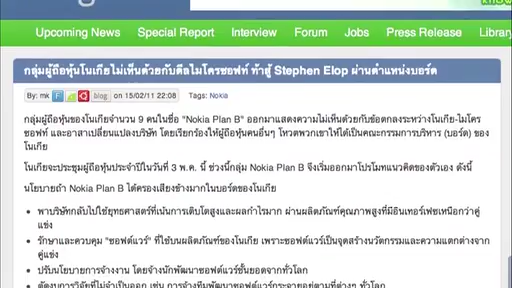 Upcoming News Special Report Interview Forum Jobs Press Release Library
กลุ่มผู้ถือหุ้นโนเกียไม่เห็นด้วยกับดีลไมโครซอฟท์ ท้าสู้ Stephen Elop ผ่านตำแหน่งบอร์ด
By: mk blog on 15/02/11 22:08 Tags: Nokia
กลุ่มผู้ถือหุ้นของโนเกียจำนวน 9 คนในชื่อ "Nokia Plan B" ออกมาแสดงความไม่เห็นด้วยกับข้อตกลงระหว่างโนเกีย-ไมโคร
ซอฟท์ และอาสาเปลี่ยนแปลงบริษัท โดยเรียกร้องให้ผู้ถือหุ้นคนอื่นๆ โหวตพวกเขาให้ได้เป็นคณะกรรมการบริหาร (บอร์ด) ของ
โนเกีย
โนเกียจะประชุมผู้ถือหุ้นประจำปีในวันที่ 3 พ.ค. นี้ ช่วงนี้กลุ่ม Nokia Plan B จึงเริ่มออกมาโปรโมทแนวคิดของตัวเอง ดังนี้
นโยบายถ้า Nokia Plan B ได้ครองเสียงข้างมากในบอร์ดของโนเกีย
พาบริษัทกลับไปใช้ยุทธศาสตร์ที่เน้นการเติบโตสูงและผลกำไรมาก ผ่านผลิตภัณฑ์คุณภาพสูงที่มีอินเทอร์เฟซเหนือกว่าคู่
แข่ง
รักษาและควบคุม "ซอฟต์แวร์" ที่ใช้บนผลิตภัณฑ์ของโนเกีย เพราะซอฟต์แวร์เป็นจุดสร้างนวัตกรรมและความแตกต่างจาก
คู่แข่ง
ปรับนโยบายการจ้างงาน โดยจ้างนักพัฒนาซอฟต์แวร์ชั้นยอดจากทั่วโลก